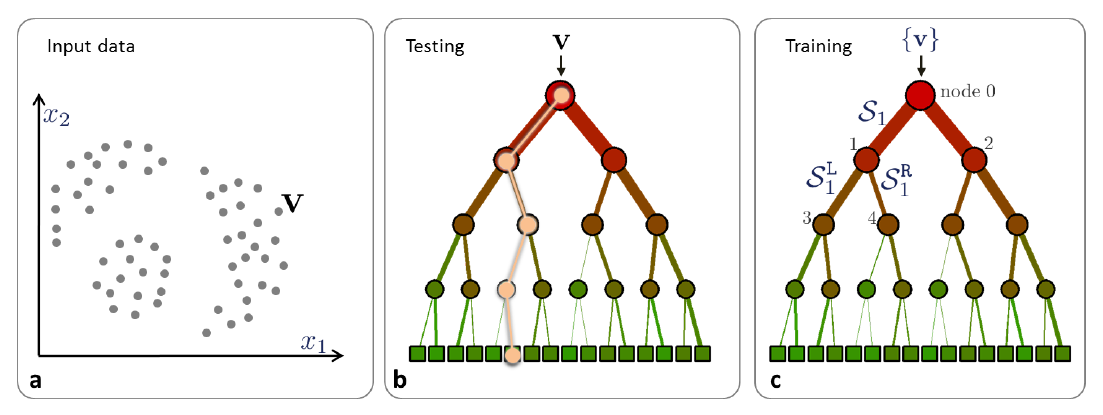 Input data
x₂
v
x₁
a
Testing
v
b
Training
{v}
node 0
S₁
1
2
S₁ᴸ
S₁ᴿ
3
4
c